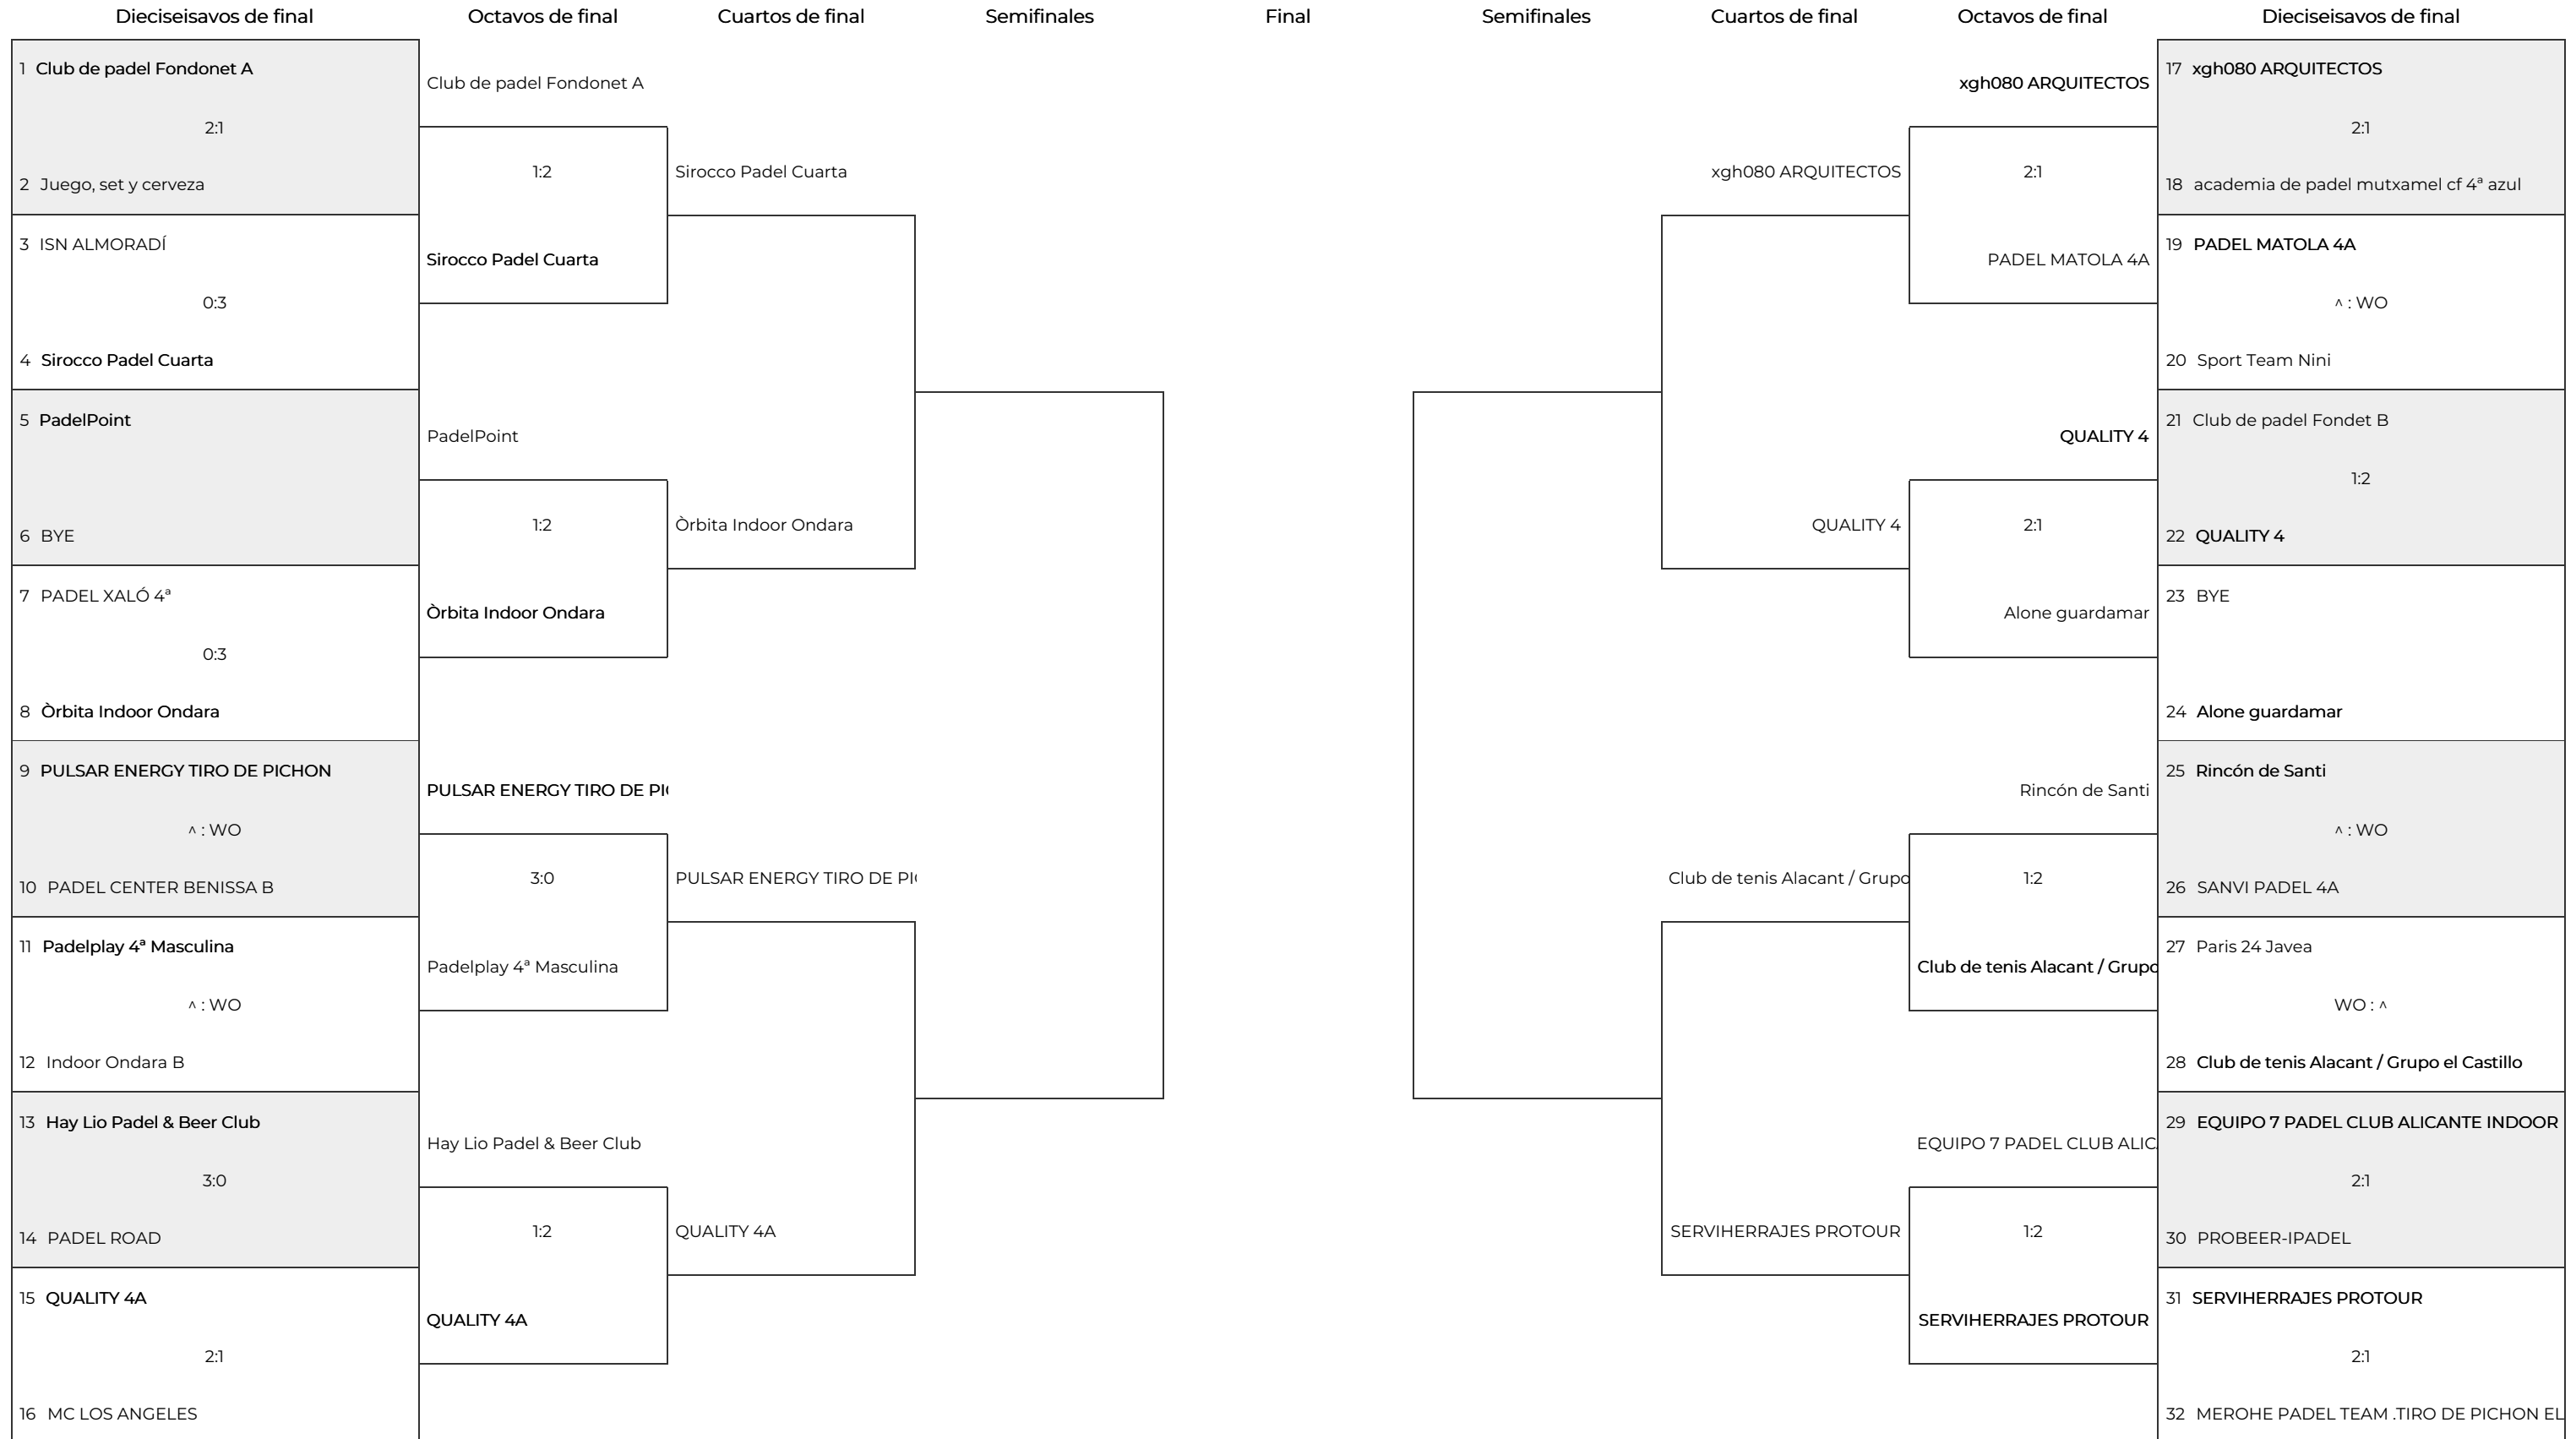 Dieciseisavos de final
Octavos de final
Cuartos de final
Semifinales
Final
Semifinales
Cuartos de final
Octavos de final
Dieciseisavos de final
1 Club de padel Fondonet A
2:1
2 Juego, set y cerveza
3 ISN ALMORADÍ
0:3
4 Sirocco Padel Cuarta
5 PadelPoint
6 BYE
7 PADEL XALÓ 4ª
0:3
8 Òrbita Indoor Ondara
9 PULSAR ENERGY TIRO DE PICHON
^ : WO
10 PADEL CENTER BENISSA B
11 Padelplay 4ª Masculina
^ : WO
12 Indoor Ondara B
13 Hay Lio Padel & Beer Club
3:0
14 PADEL ROAD
15 QUALITY 4A
2:1
16 MC LOS ANGELES
Club de padel Fondonet A
1:2
Sirocco Padel Cuarta
PadelPoint
1:2
Òrbita Indoor Ondara
PULSAR ENERGY TIRO DE PI
3:0
Padelplay 4ª Masculina
Hay Lio Padel & Beer Club
1:2
QUALITY 4A
Sirocco Padel Cuarta
Òrbita Indoor Ondara
PULSAR ENERGY TIRO DE PI
QUALITY 4A
xgh080 ARQUITECTOS
QUALITY 4
Club de tenis Alacant / Grupo
SERVIHERRAJES PROTOUR
xgh080 ARQUITECTOS
2:1
PADEL MATOLA 4A
QUALITY 4
2:1
Alone guardamar
Rincón de Santi
1:2
Club de tenis Alacant / Grupo
EQUIPO 7 PADEL CLUB ALIC
1:2
SERVIHERRAJES PROTOUR
17 xgh080 ARQUITECTOS
2:1
18 academia de padel mutxamel cf 4ª azul
19 PADEL MATOLA 4A
^ : WO
20 Sport Team Nini
21 Club de padel Fondet B
1:2
22 QUALITY 4
23 BYE
24 Alone guardamar
25 Rincón de Santi
^ : WO
26 SANVI PADEL 4A
27 Paris 24 Javea
WO : ^
28 Club de tenis Alacant / Grupo el Castillo
29 EQUIPO 7 PADEL CLUB ALICANTE INDOOR
2:1
30 PROBEER-IPADEL
31 SERVIHERRAJES PROTOUR
2:1
32 MEROHE PADEL TEAM .TIRO DE PICHON EL